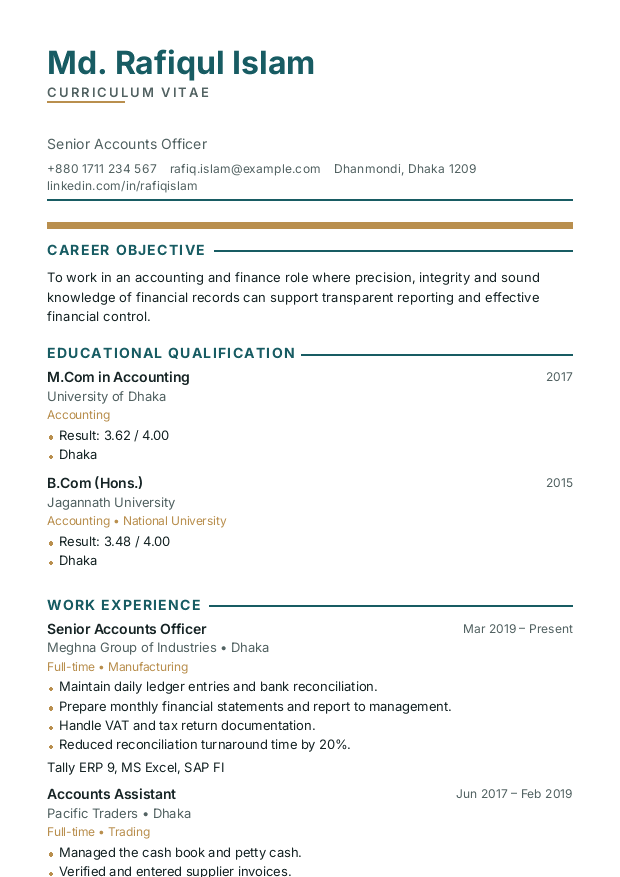 Md. Rafiqul Islam
CURRICULUM VITAE
Senior Accounts Officer
+880 1711 234 567 rafiq.islam@example.com Dhanmondi, Dhaka 1209
linkedin.com/in/rafiqislam
CAREER OBJECTIVE
To work in an accounting and finance role where precision, integrity and sound
knowledge of financial records can support transparent reporting and effective
financial control.
EDUCATIONAL QUALIFICATION
M.Com in Accounting 2017
University of Dhaka
Accounting
• Result: 3.62 / 4.00
• Dhaka
B.Com (Hons.) 2015
Jagannath University
Accounting • National University
• Result: 3.48 / 4.00
• Dhaka
WORK EXPERIENCE
Senior Accounts Officer Mar 2019 – Present
Meghna Group of Industries • Dhaka
Full-time • Manufacturing
• Maintain daily ledger entries and bank reconciliation.
• Prepare monthly financial statements and report to management.
• Handle VAT and tax return documentation.
• Reduced reconciliation turnaround time by 20%.
Tally ERP 9, MS Excel, SAP FI
Accounts Assistant Jun 2017 – Feb 2019
Pacific Traders • Dhaka
Full-time • Trading
• Managed the cash book and petty cash.
• Verified and entered supplier invoices.